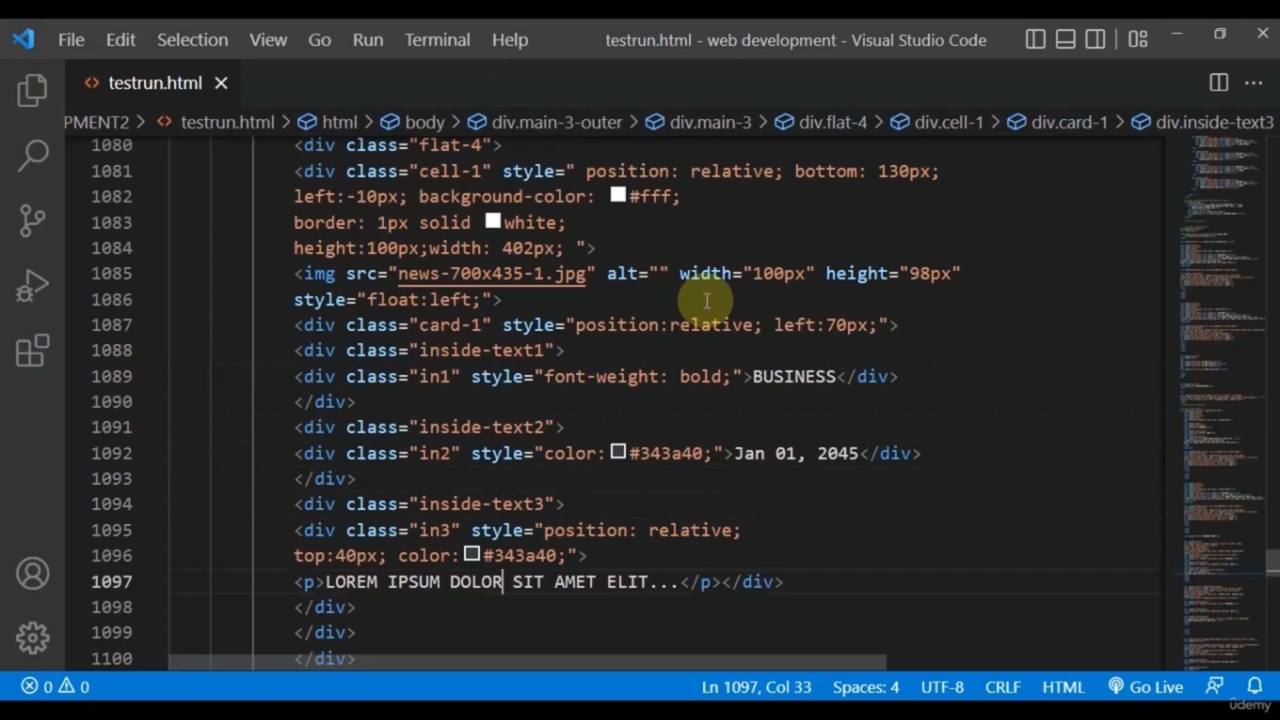 File Edit Selection View Go Run Terminal Help testrun.html - web development - Visual Studio Code
testrun.html
PMENT2 > testrun.html > html > body > div.main-3-outer > div.main-3 > div.flat-4 > div.cell-1 > div.card-1 > div.inside-text3
1080 <div class="flat-4">
1081 <div class="cell-1" style=" position: relative; bottom: 130px;
1082 left:-10px; background-color: #fff;
1083 border: 1px solid white;
1084 height:100px;width: 402px; ">
1085 <img src="news-700x435-1.jpg" alt="" width="100px" height="98px"
1086 style="float:left;">
1087 <div class="card-1" style="position:relative; left:70px;">
1088 <div class="inside-text1">
1089 <div class="in1" style="font-weight: bold;">BUSINESS</div>
1090 </div>
1091 <div class="inside-text2">
1092 <div class="in2" style="color:#343a40;">Jan 01, 2045</div>
1093 </div>
1094 <div class="inside-text3">
1095 <div class="in3" style="position: relative;
1096 top:40px; color:#343a40;">
1097 <p>LOREM IPSUM DOLOR SIT AMET ELIT...</p></div>
1098 </div>
1099 </div>
1100 </div>
0 0 Ln 1097, Col 33 Spaces: 4 UTF-8 CRLF HTML Go Live
ûdemy